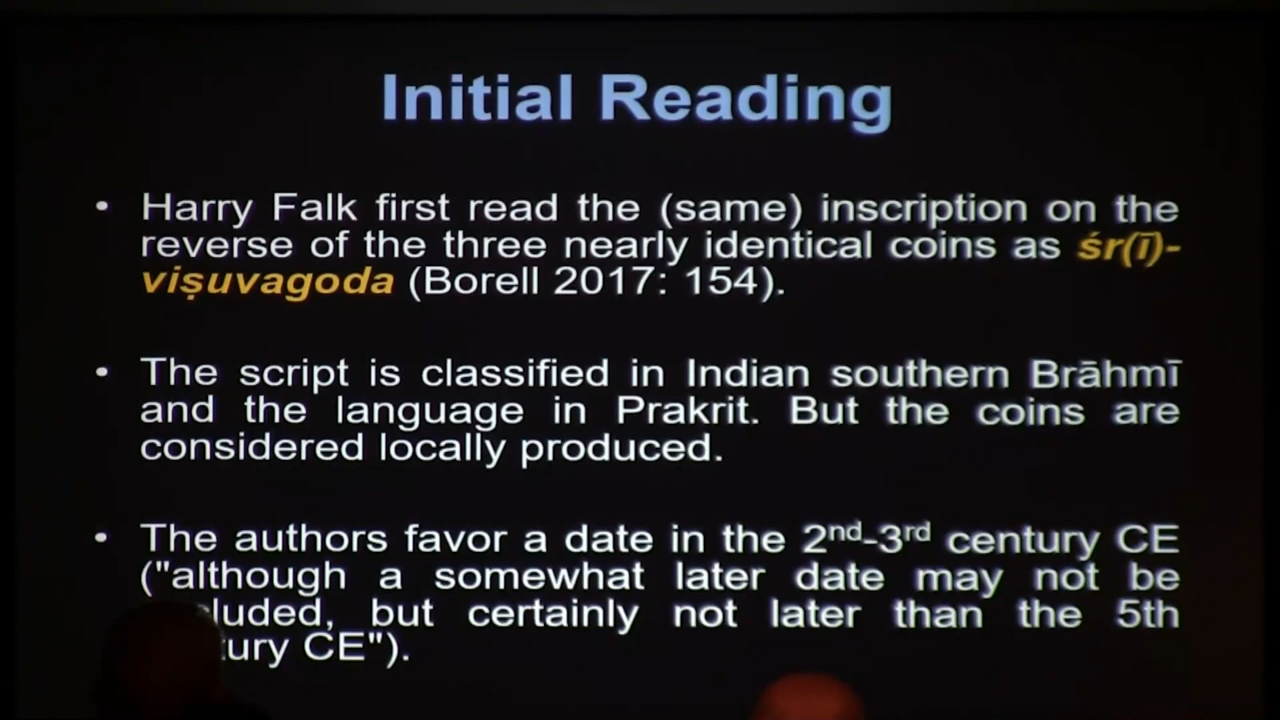 Initial Reading
• Harry Falk first read the (same) inscription on the
reverse of the three nearly identical coins as śr(ī)-
viṣuvagoda (Borell 2017: 154).
• The script is classified in Indian southern Brāhmī
and the language in Prakrit. But the coins are
considered locally produced.
• The authors favor a date in the 2nd-3rd century CE
("although a somewhat later date may not be
but certainly not later than the 5th
CE").